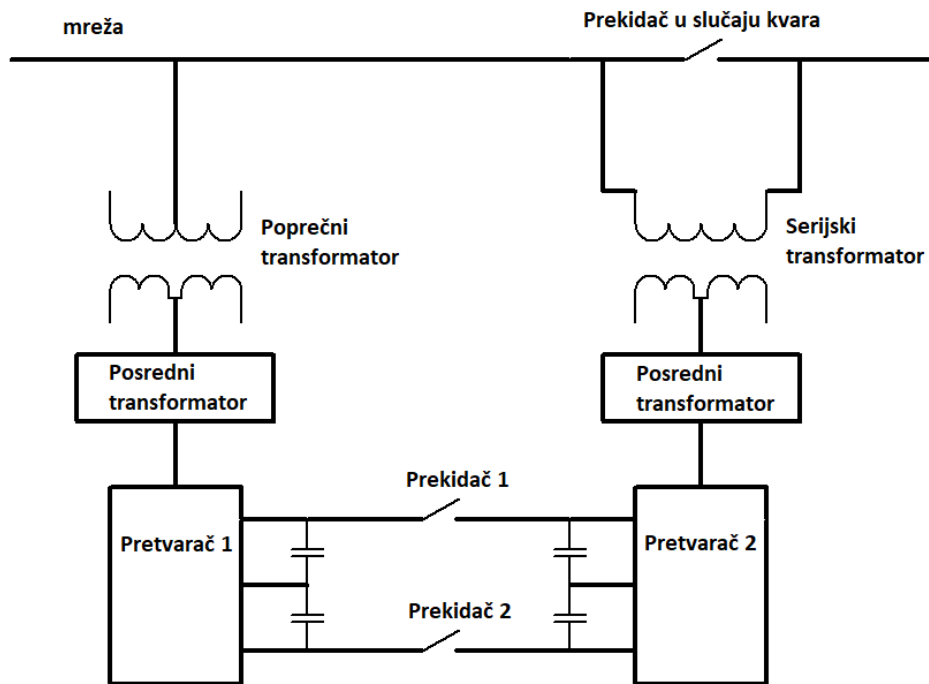 mreža
Prekidač u slučaju kvara
Poprečni
transformator
Serijski
transformator
Posredni
transformator
Posredni
transformator
Prekidač 1
Pretvarač 1
Pretvarač 2
Prekidač 2